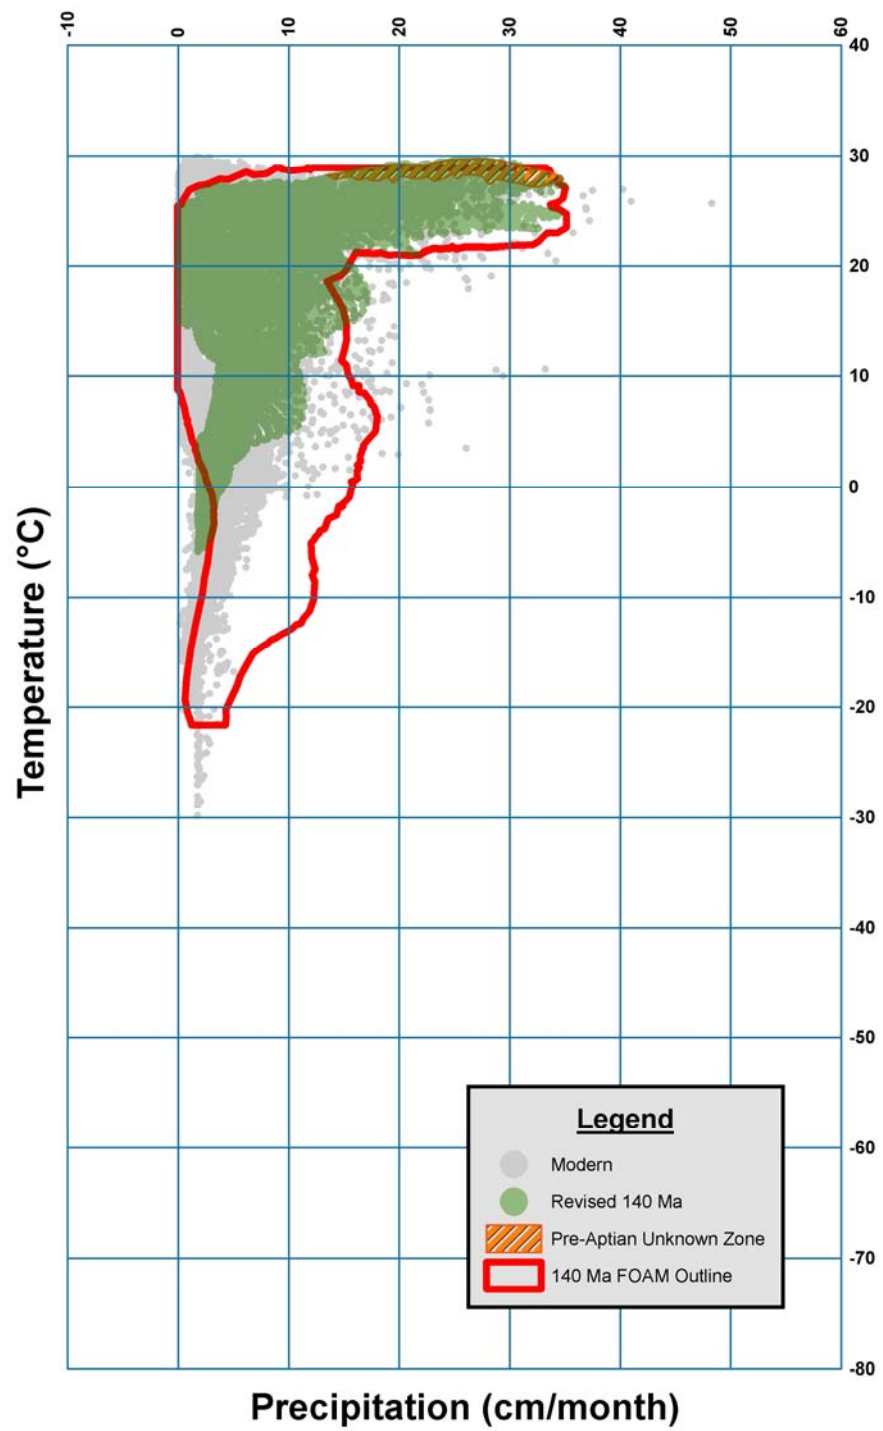 -10 0 10 20 30 40 50 60
40
30
20
10
0
-10
-20
-30
-40
-50
-60
-70
-80
Temperature (°C)
Legend
Modern
Revised 140 Ma
Pre-Aptian Unknown Zone
140 Ma FOAM Outline
Precipitation (cm/month)